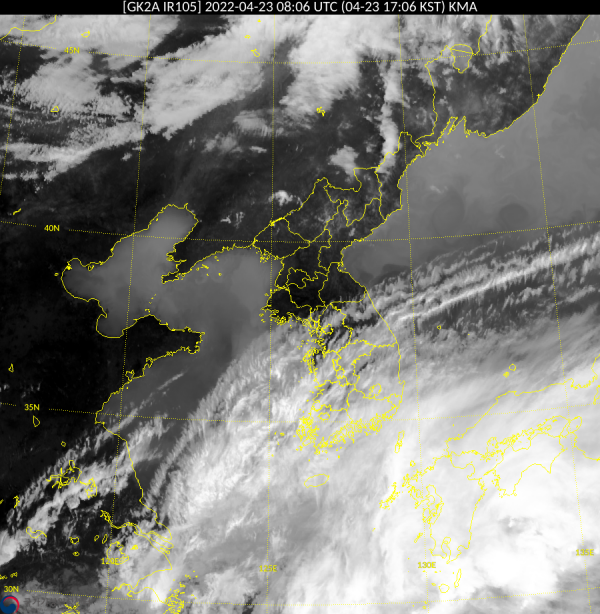 [GK2A IR105] 2022-04-23 08:06 UTC (04-23 17:06 KST) KMA
45N
40N
35N
130E
30N